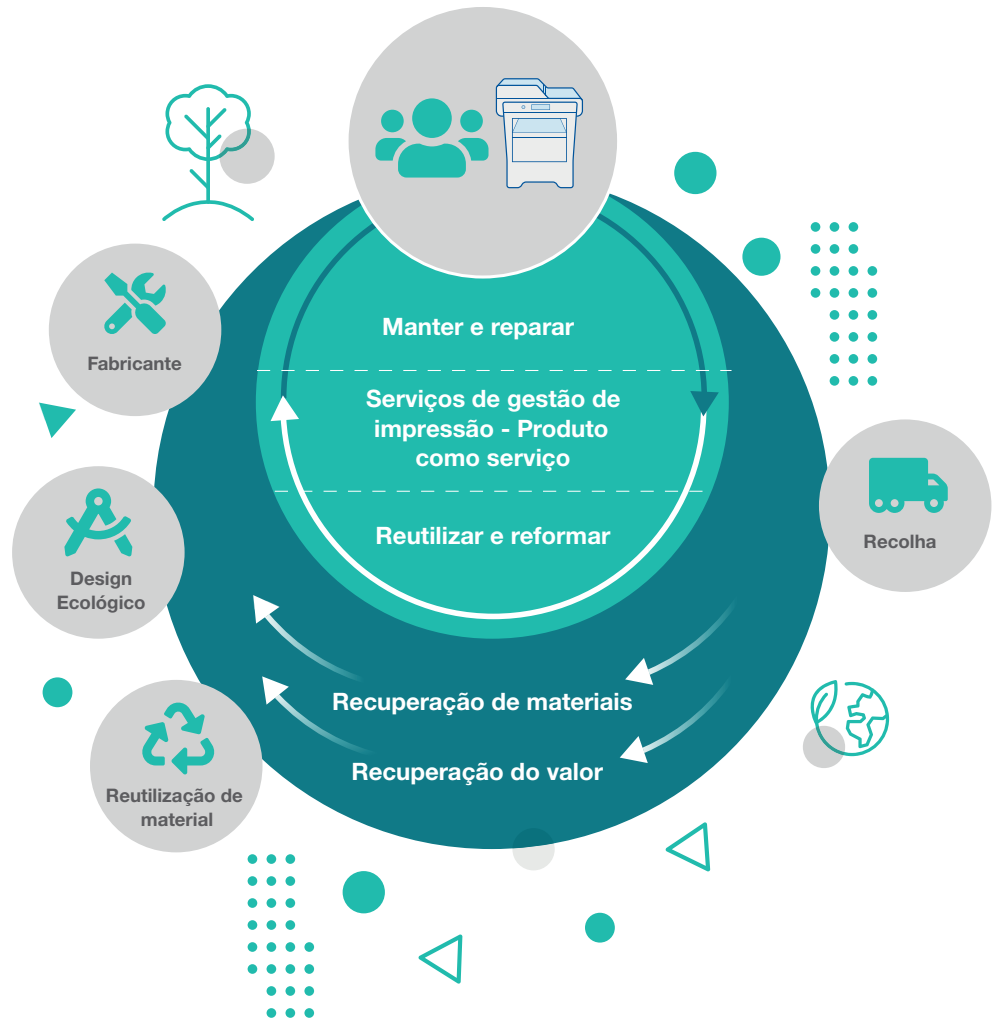 Manter e reparar
Serviços de gestão de
impressão - Produto
como serviço
Reutilizar e reformar
Recuperação de materiais
Recuperação do valor
Fabricante
Design
Ecológico
Reutilização de
material
Recolha